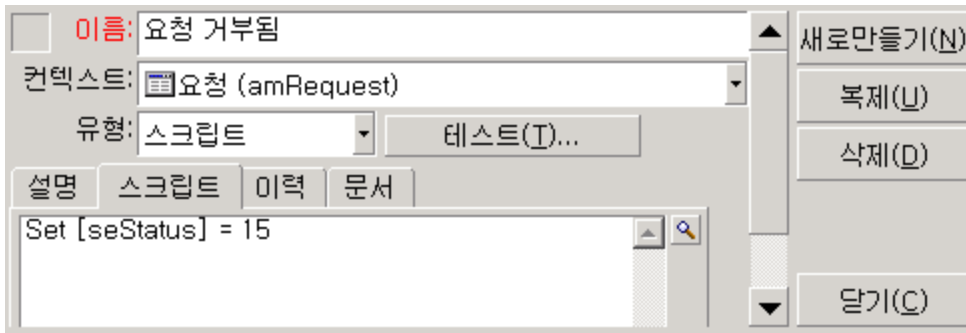 이름: 요청 거부됨
새로만들기(N)
컨텍스트: 요청 (amRequest)
복제(U)
유형: 스크립트 테스트(T)...
삭제(D)
설명 스크립트 이력 문서
Set [seStatus] = 15
닫기(C)